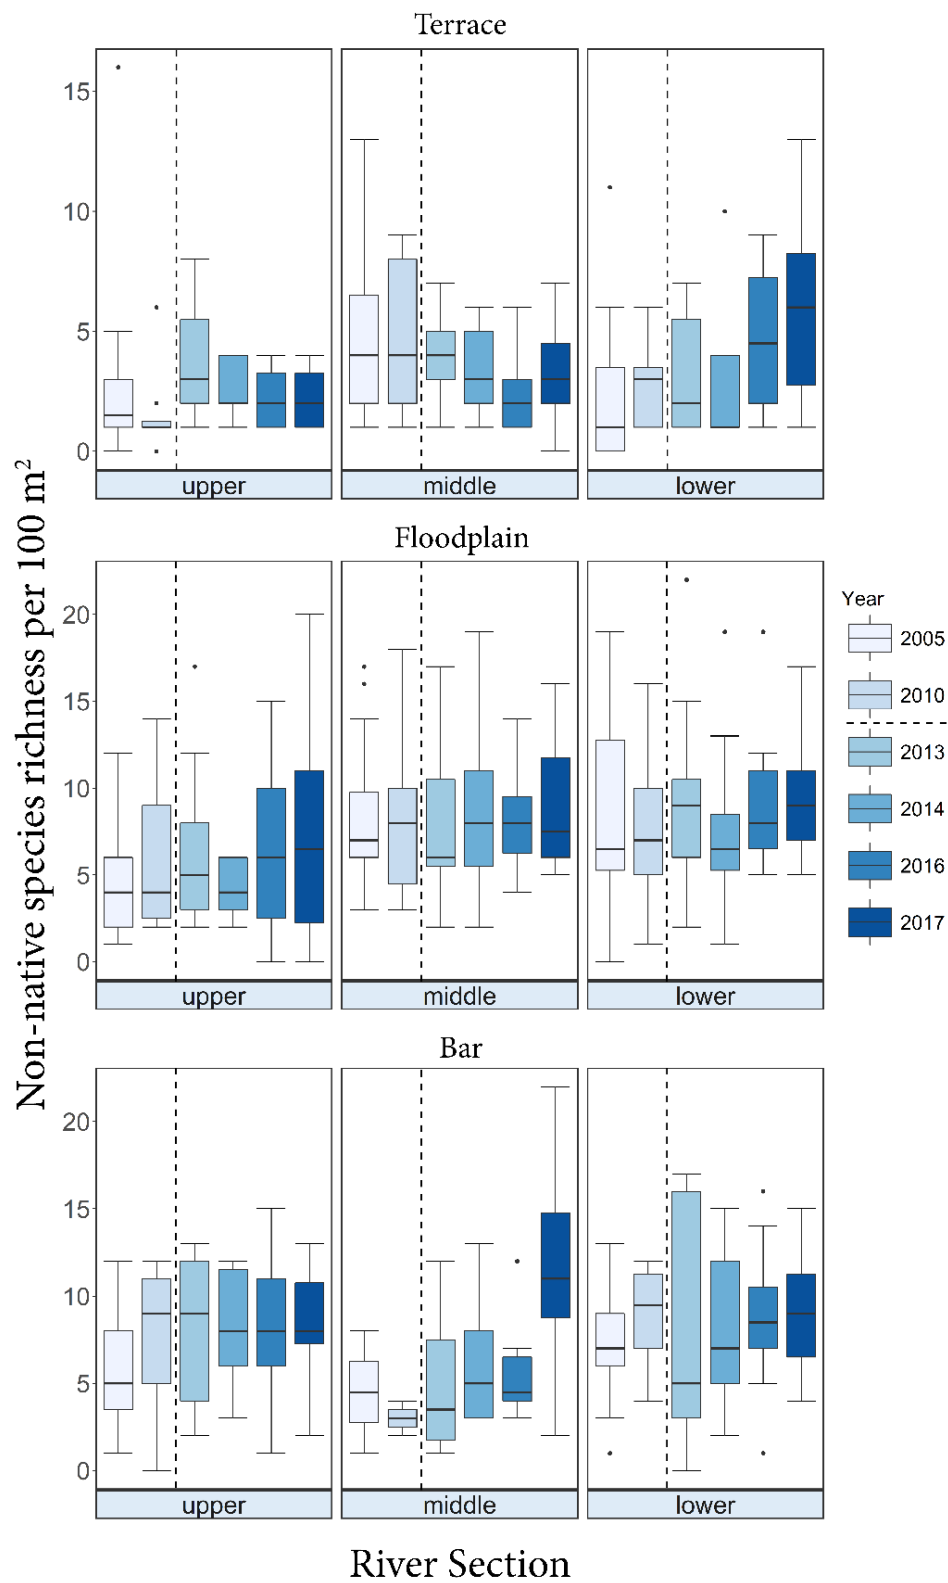 Terrace
15
10
5
0
upper middle lower
Non-native species richness per 100 m²
Floodplain
20
15
10
5
0
upper middle lower
Year
2005
2010
2013
2014
2016
2017
Bar
20
15
10
5
0
upper middle lower
River Section